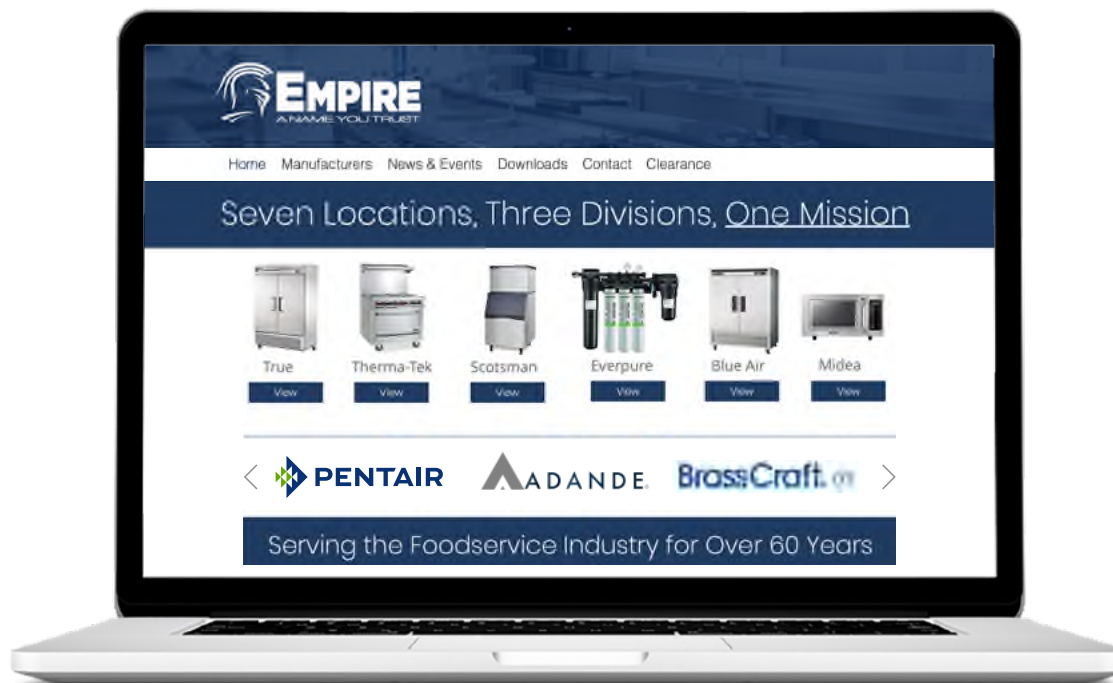 EMPIRE
A NAME YOU TRUST
Home Manufacturers News & Events Downloads Contact Clearance
Seven Locations, Three Divisions, One Mission
True Therma-Tek Scotsman Everpure Blue Air Midea
View View View View View View
PENTAIR ADANDE. BrassCraft.
Serving the Foodservice Industry for Over 60 Years